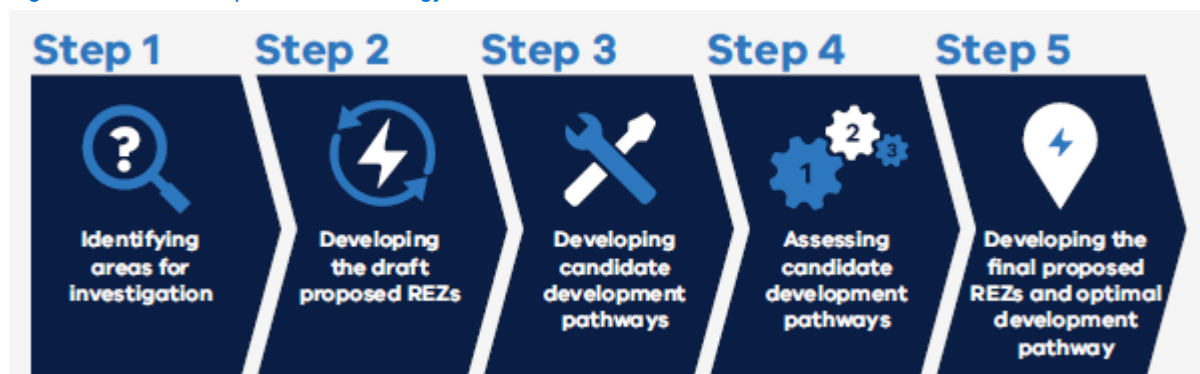 Step 1
Step 2
Step 3
Step 4
Step 5
?
1
2
3
Identifying
areas for
investigation
Developing
the draft
proposed REZs
Developing
candidate
development
pathways
Assessing
candidate
development
pathways
Developing the
final proposed
REZs and optimal
development
pathway